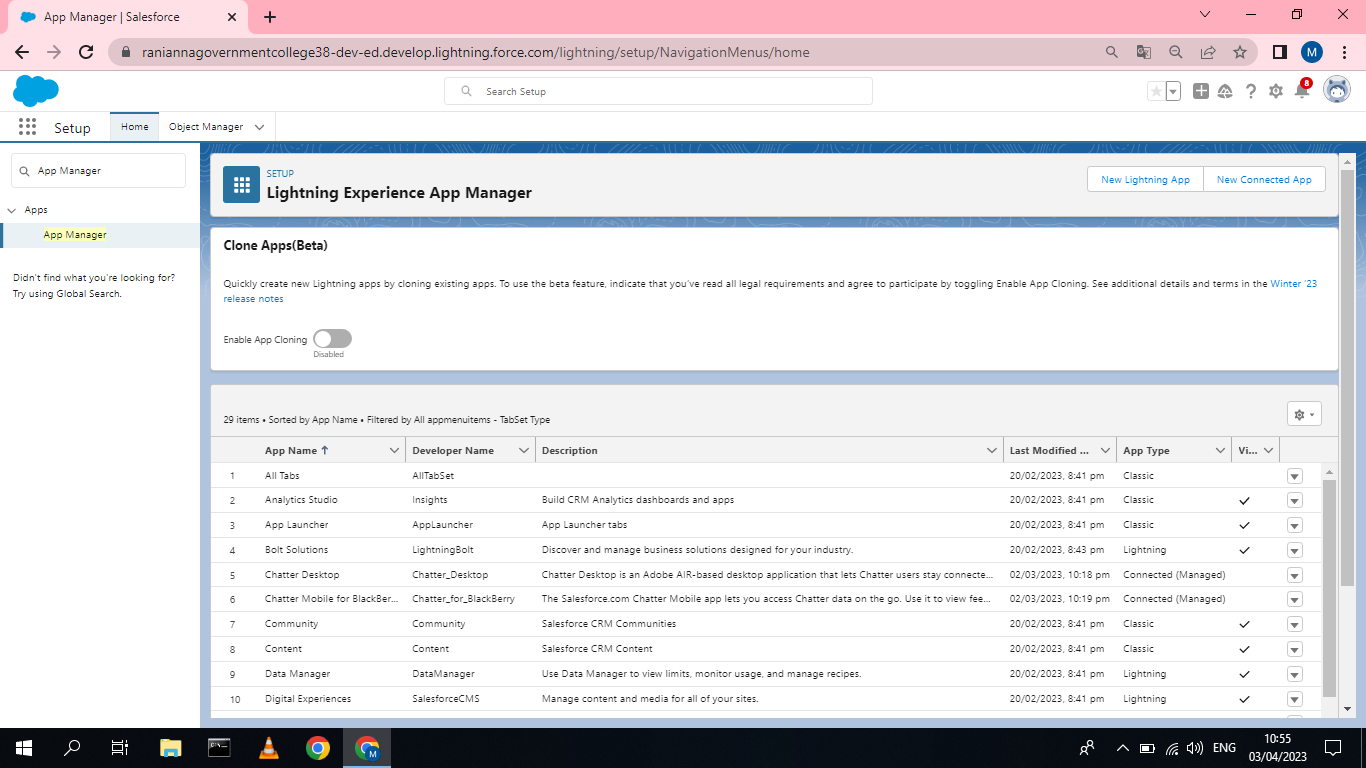 App Manager | Salesforce
raniannagovernmentcollege38-dev-ed.develop.lightning.force.com/lightning/setup/NavigationMenus/home
M
Search Setup
8
Setup
Home
Object Manager
App Manager
Apps
App Manager
Didn't find what you're looking for?
Try using Global Search.
SETUP
Lightning Experience App Manager
New Lightning App
New Connected App
Clone Apps(Beta)
Quickly create new Lightning apps by cloning existing apps. To use the beta feature, indicate that you've read all legal requirements and agree to participate by toggling Enable App Cloning. See additional details and terms in the Winter '23
release notes
Enable App Cloning
Disabled
29 items • Sorted by App Name • Filtered by All appmenuitems - TabSet Type
App Name Developer Name Description Last Modified ... App Type Vi...
1 All Tabs AllTabSet 20/02/2023, 8:41 pm Classic
2 Analytics Studio Insights Build CRM Analytics dashboards and apps 20/02/2023, 8:41 pm Classic
3 App Launcher AppLauncher App Launcher tabs 20/02/2023, 8:41 pm Classic
4 Bolt Solutions LightningBolt Discover and manage business solutions designed for your industry. 20/02/2023, 8:43 pm Lightning
5 Chatter Desktop Chatter_Desktop Chatter Desktop is an Adobe AIR-based desktop application that lets Chatter users stay connecte... 02/03/2023, 10:18 pm Connected (Managed)
6 Chatter Mobile for BlackBer... Chatter_for_BlackBerry The Salesforce.com Chatter Mobile app lets you access Chatter data on the go. Use it to view fee... 02/03/2023, 10:19 pm Connected (Managed)
7 Community Community Salesforce CRM Communities 20/02/2023, 8:41 pm Classic
8 Content Content Salesforce CRM Content 20/02/2023, 8:41 pm Classic
9 Data Manager DataManager Use Data Manager to view limits, monitor usage, and manage recipes. 20/02/2023, 8:41 pm Lightning
10 Digital Experiences SalesforceCMS Manage content and media for all of your sites. 20/02/2023, 8:41 pm Lightning
M
ENG
10:55
03/04/2023